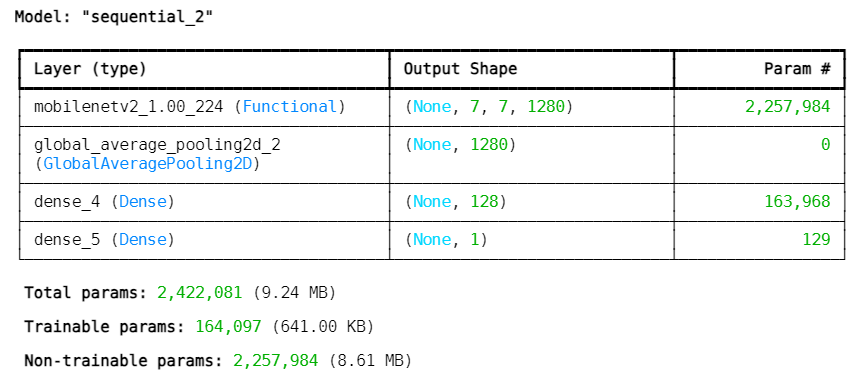 Model: "sequential_2"
Layer (type) Output Shape Param #
mobilenetv2_1.00_224 (Functional) (None, 7, 7, 1280) 2,257,984
global_average_pooling2d_2 (None, 1280) 0
(GlobalAveragePooling2D)
dense_4 (Dense) (None, 128) 163,968
dense_5 (Dense) (None, 1) 129
Total params: 2,422,081 (9.24 MB)
Trainable params: 164,097 (641.00 KB)
Non-trainable params: 2,257,984 (8.61 MB)